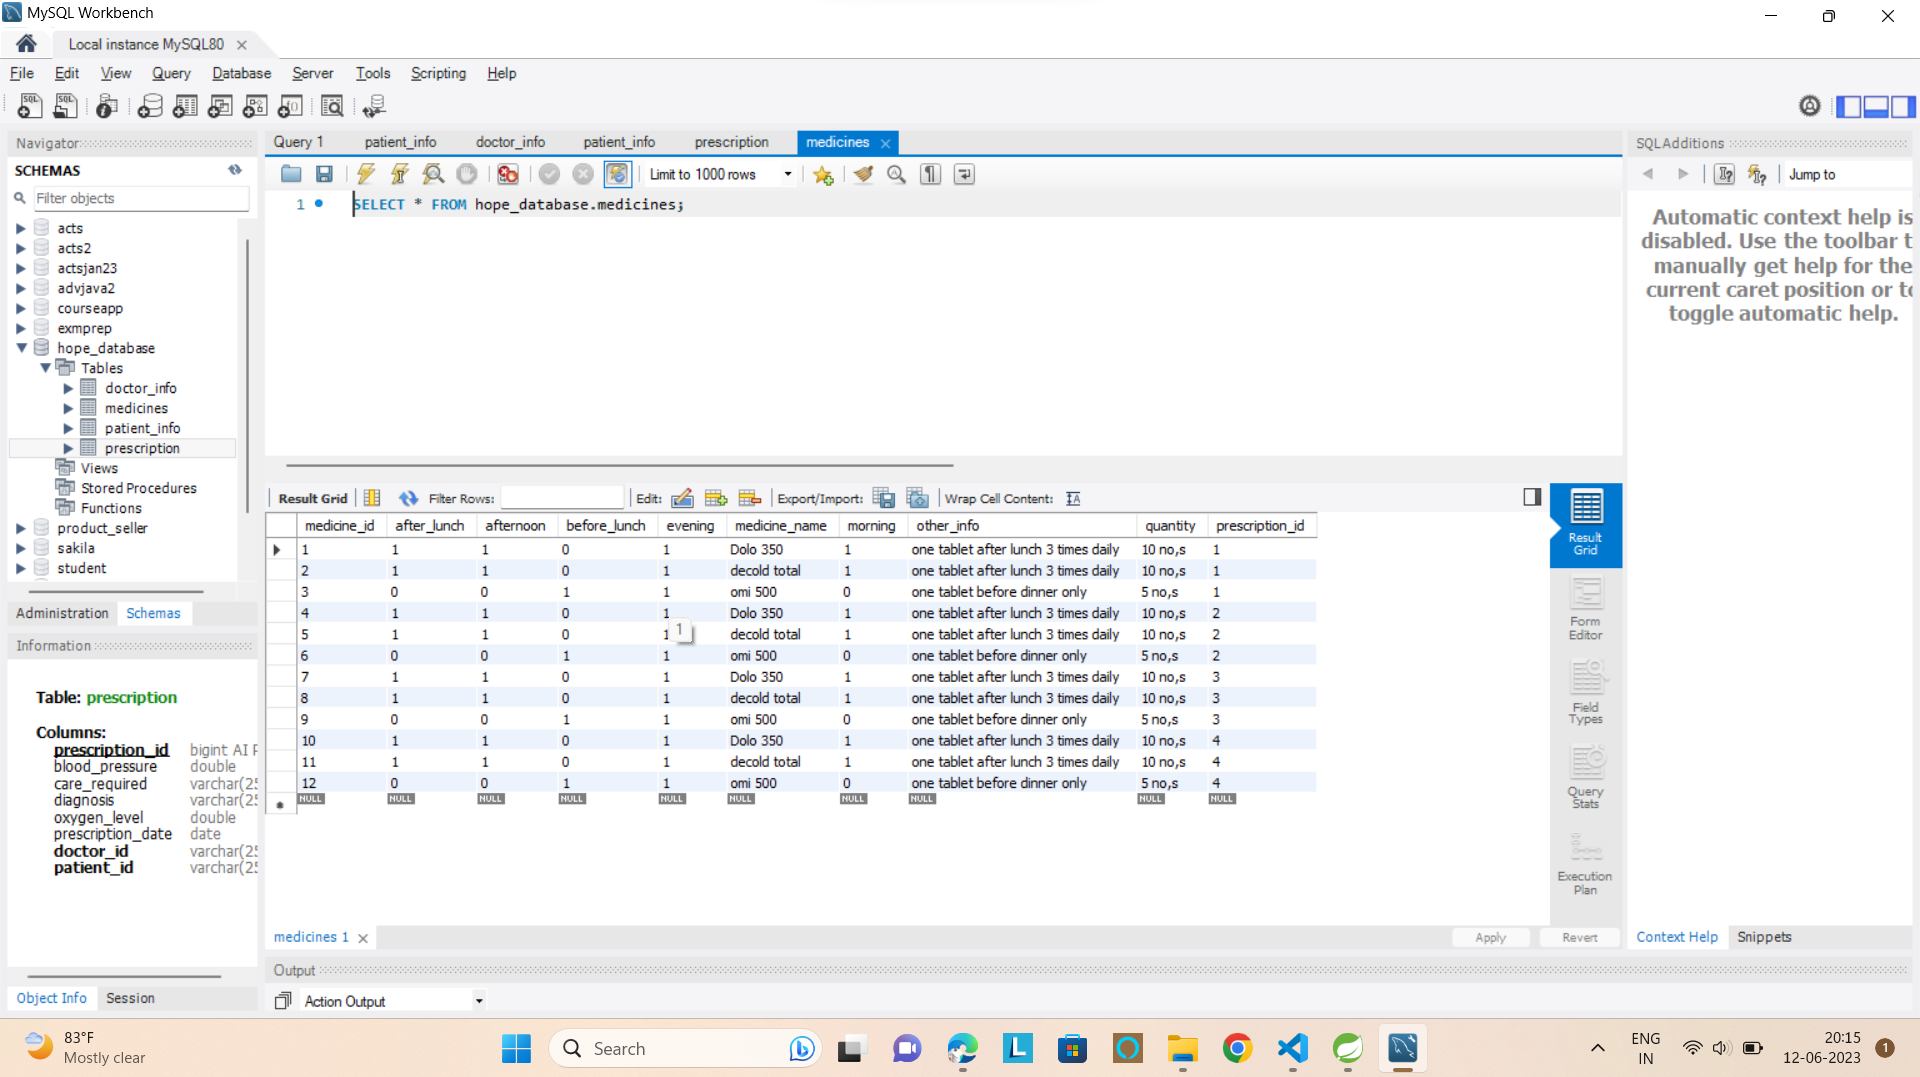 MySQL Workbench
Local instance MySQL80
File Edit View Query Database Server Tools Scripting Help
Navigator
SCHEMAS
Filter objects
acts
acts2
actsjan23
advjava2
courseapp
exmprep
hope_database
Tables
doctor_info
medicines
patient_info
prescription
Views
Stored Procedures
Functions
product_seller
sakila
student
Administration Schemas
Information
Table: prescription
Columns:
prescription_id bigint AI
blood_pressure double
care_required varchar(25
diagnosis varchar(25
oxygen_level double
prescription_date date
doctor_id varchar(25
patient_id varchar(25
Object Info Session
Query 1 patient_info doctor_info patient_info prescription medicines
Limit to 1000 rows
1 SELECT * FROM hope_database.medicines;
Result Grid Filter Rows: Edit: Export/Import: Wrap Cell Content:
medicine_id after_lunch afternoon before_lunch evening medicine_name morning other_info quantity prescription_id
1 1 1 0 1 Dolo 350 1 one tablet after lunch 3 times daily 10 no,s 1
2 1 1 0 1 decold total 1 one tablet after lunch 3 times daily 10 no,s 1
3 0 0 1 1 omi 500 0 one tablet before dinner only 5 no,s 1
4 1 1 0 1 Dolo 350 1 one tablet after lunch 3 times daily 10 no,s 2
5 1 1 0 1 decold total 1 one tablet after lunch 3 times daily 10 no,s 2
1
6 0 0 1 1 omi 500 0 one tablet before dinner only 5 no,s 2
7 1 1 0 1 Dolo 350 1 one tablet after lunch 3 times daily 10 no,s 3
8 1 1 0 1 decold total 1 one tablet after lunch 3 times daily 10 no,s 3
9 0 0 1 1 omi 500 0 one tablet before dinner only 5 no,s 3
10 1 1 0 1 Dolo 350 1 one tablet after lunch 3 times daily 10 no,s 4
11 1 1 0 1 decold total 1 one tablet after lunch 3 times daily 10 no,s 4
12 0 0 1 1 omi 500 0 one tablet before dinner only 5 no,s 4
NULL NULL NULL NULL NULL NULL NULL NULL NULL NULL
Result
Grid
Form
Editor
Field
Types
Query
Stats
Execution
Plan
medicines 1
Apply Revert
Output
Action Output
SQLAdditions
Jump to
Automatic context help is
disabled. Use the toolbar t
manually get help for the
current caret position or to
toggle automatic help.
Context Help Snippets
83°F
Mostly clear
Search
ENG
IN
20:15
12-06-2023
1